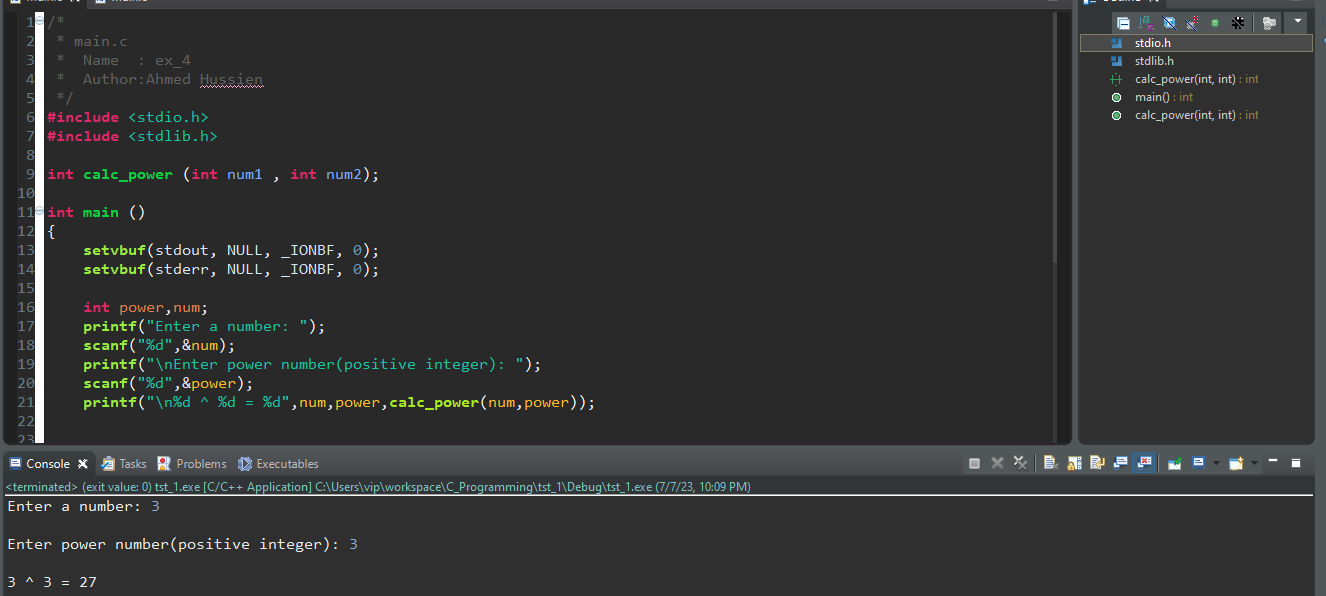 1 /*
2  * main.c
3  *  Name  : ex_4
4  *  Author:Ahmed Hussien
5  */
6 #include <stdio.h>
7 #include <stdlib.h>
8
9 int calc_power (int num1 , int num2);
10
11 int main ()
12 {
13     setvbuf(stdout, NULL, _IONBF, 0);
14     setvbuf(stderr, NULL, _IONBF, 0);
15
16     int power,num;
17     printf("Enter a number: ");
18     scanf("%d",&num);
19     printf("\nEnter power number(positive integer): ");
20     scanf("%d",&power);
21     printf("\n%d ^ %d = %d",num,power,calc_power(num,power));
22
23
stdio.h
stdlib.h
calc_power(int, int) : int
main() : int
calc_power(int, int) : int
Console Tasks Problems Executables
<terminated> (exit value: 0) tst_1.exe [C/C++ Application] C:\Users\vip\workspace\C_Programming\tst_1\Debug\tst_1.exe (7/7/23, 10:09 PM)
Enter a number: 3
Enter power number(positive integer): 3
3 ^ 3 = 27